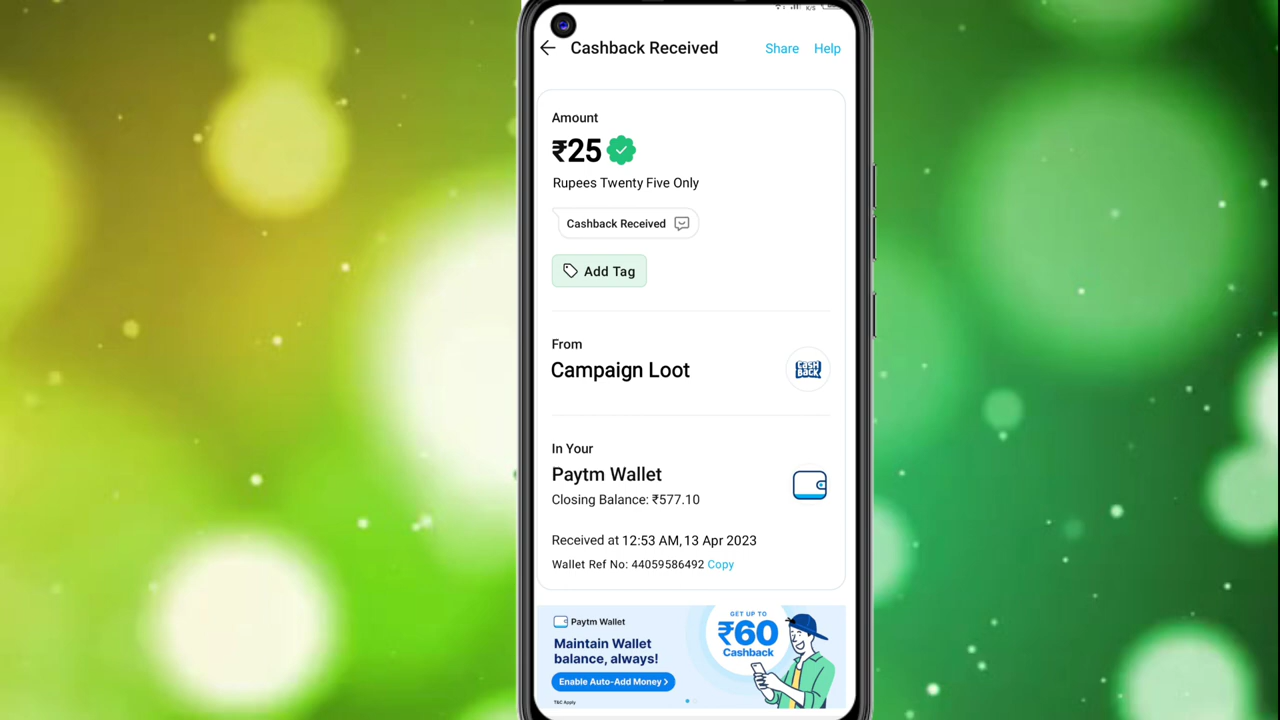 K/S
Cashback Received
Share
Help
Amount
₹25
Rupees Twenty Five Only
Cashback Received
Add Tag
From
Campaign Loot
CASH
BACK
In Your
Paytm Wallet
Closing Balance: ₹577.10
Received at 12:53 AM, 13 Apr 2023
Wallet Ref No: 44059586492 Copy
Paytm Wallet
Maintain Wallet
balance, always!
Enable Auto-Add Money >
T&C Apply
GET UP TO
₹60
Cashback